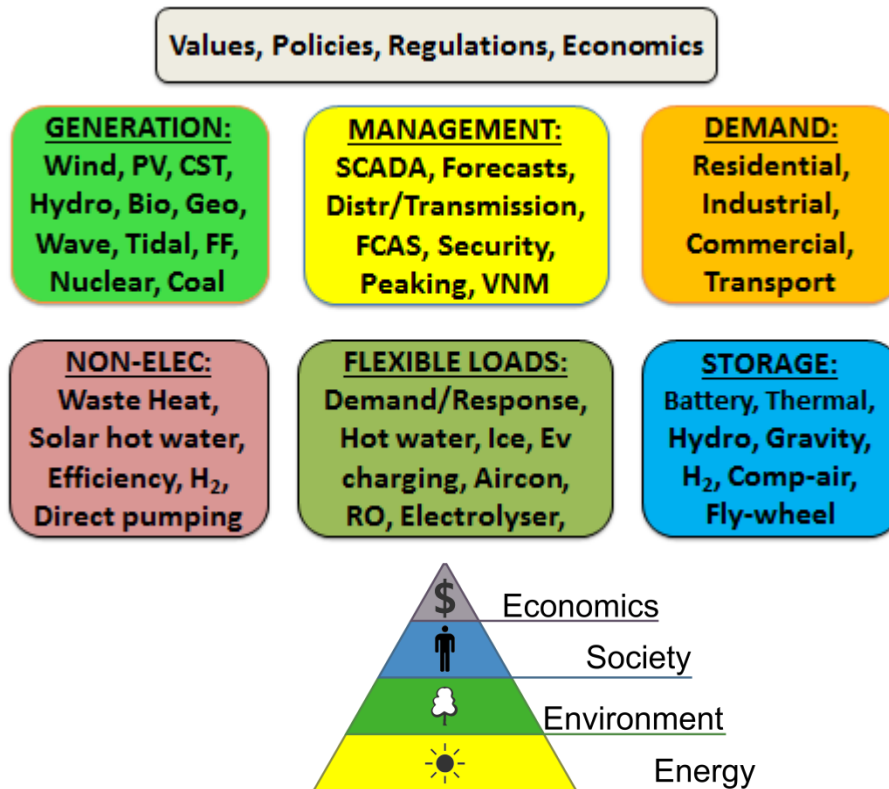 Values, Policies, Regulations, Economics
GENERATION:
Wind, PV, CST,
Hydro, Bio, Geo,
Wave, Tidal, FF,
Nuclear, Coal
MANAGEMENT:
SCADA, Forecasts,
Distr/Transmission,
FCAS, Security,
Peaking, VNM
DEMAND:
Residential,
Industrial,
Commercial,
Transport
NON-ELEC:
Waste Heat,
Solar hot water,
Efficiency, H₂,
Direct pumping
FLEXIBLE LOADS:
Demand/Response,
Hot water, Ice, Ev
charging, Aircon,
RO, Electrolyser,
STORAGE:
Battery, Thermal,
Hydro, Gravity,
H₂, Comp-air,
Fly-wheel
$
Economics
Society
Environment
Energy